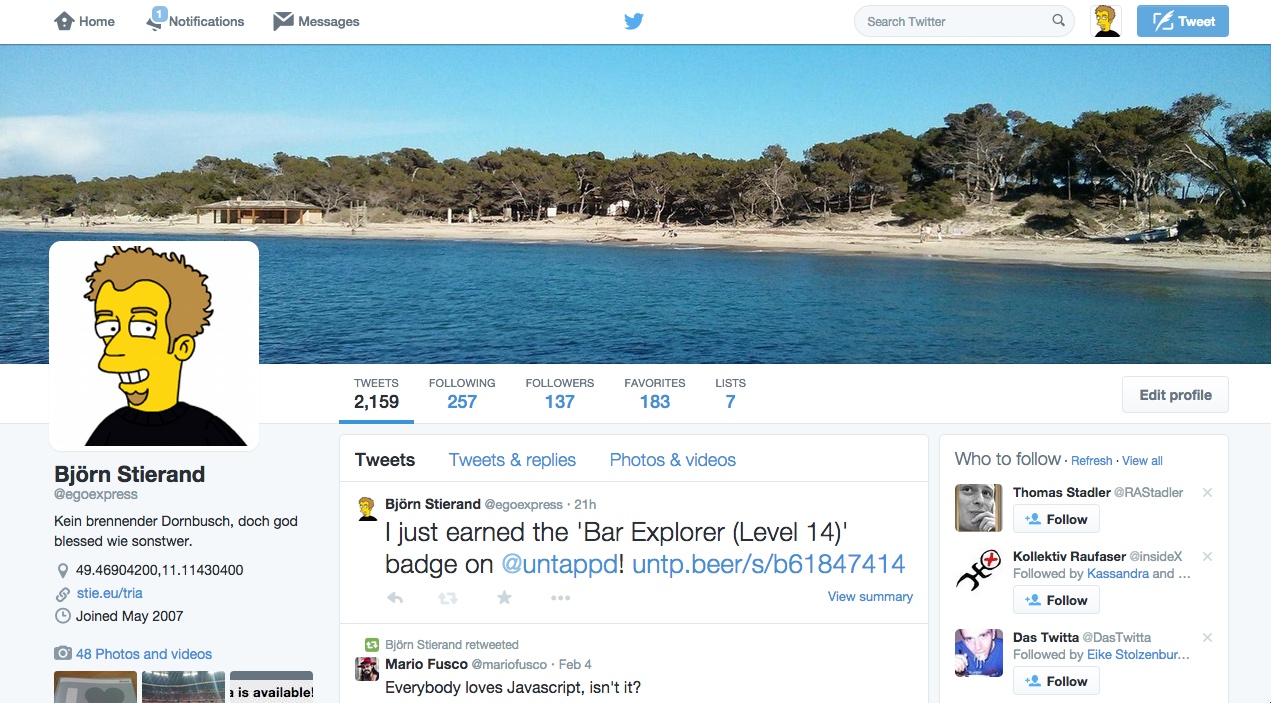 Home
1
Notifications
Messages
Search Twitter
Tweet
TWEETS
2,159
FOLLOWING
257
FOLLOWERS
137
FAVORITES
183
LISTS
7
Edit profile
Björn Stierand
@egoexpress
Kein brennender Dornbusch, doch god
blessed wie sonstwer.
49.46904200,11.11430400
stie.eu/tria
Joined May 2007
48 Photos and videos
a is available!
Tweets
Tweets & replies
Photos & videos
Björn Stierand @egoexpress · 21h
I just earned the 'Bar Explorer (Level 14)'
badge on @untappd! untp.beer/s/b61847414
View summary
Björn Stierand retweeted
Mario Fusco @mariofusco · Feb 4
Everybody loves Javascript, isn't it?
Who to follow · Refresh · View all
Thomas Stadler @RAStadler
Follow
Kollektiv Raufaser @insideX
Followed by Kassandra and ...
Follow
Das Twitta @DasTwitta
Followed by Eike Stolzenbur...
Follow